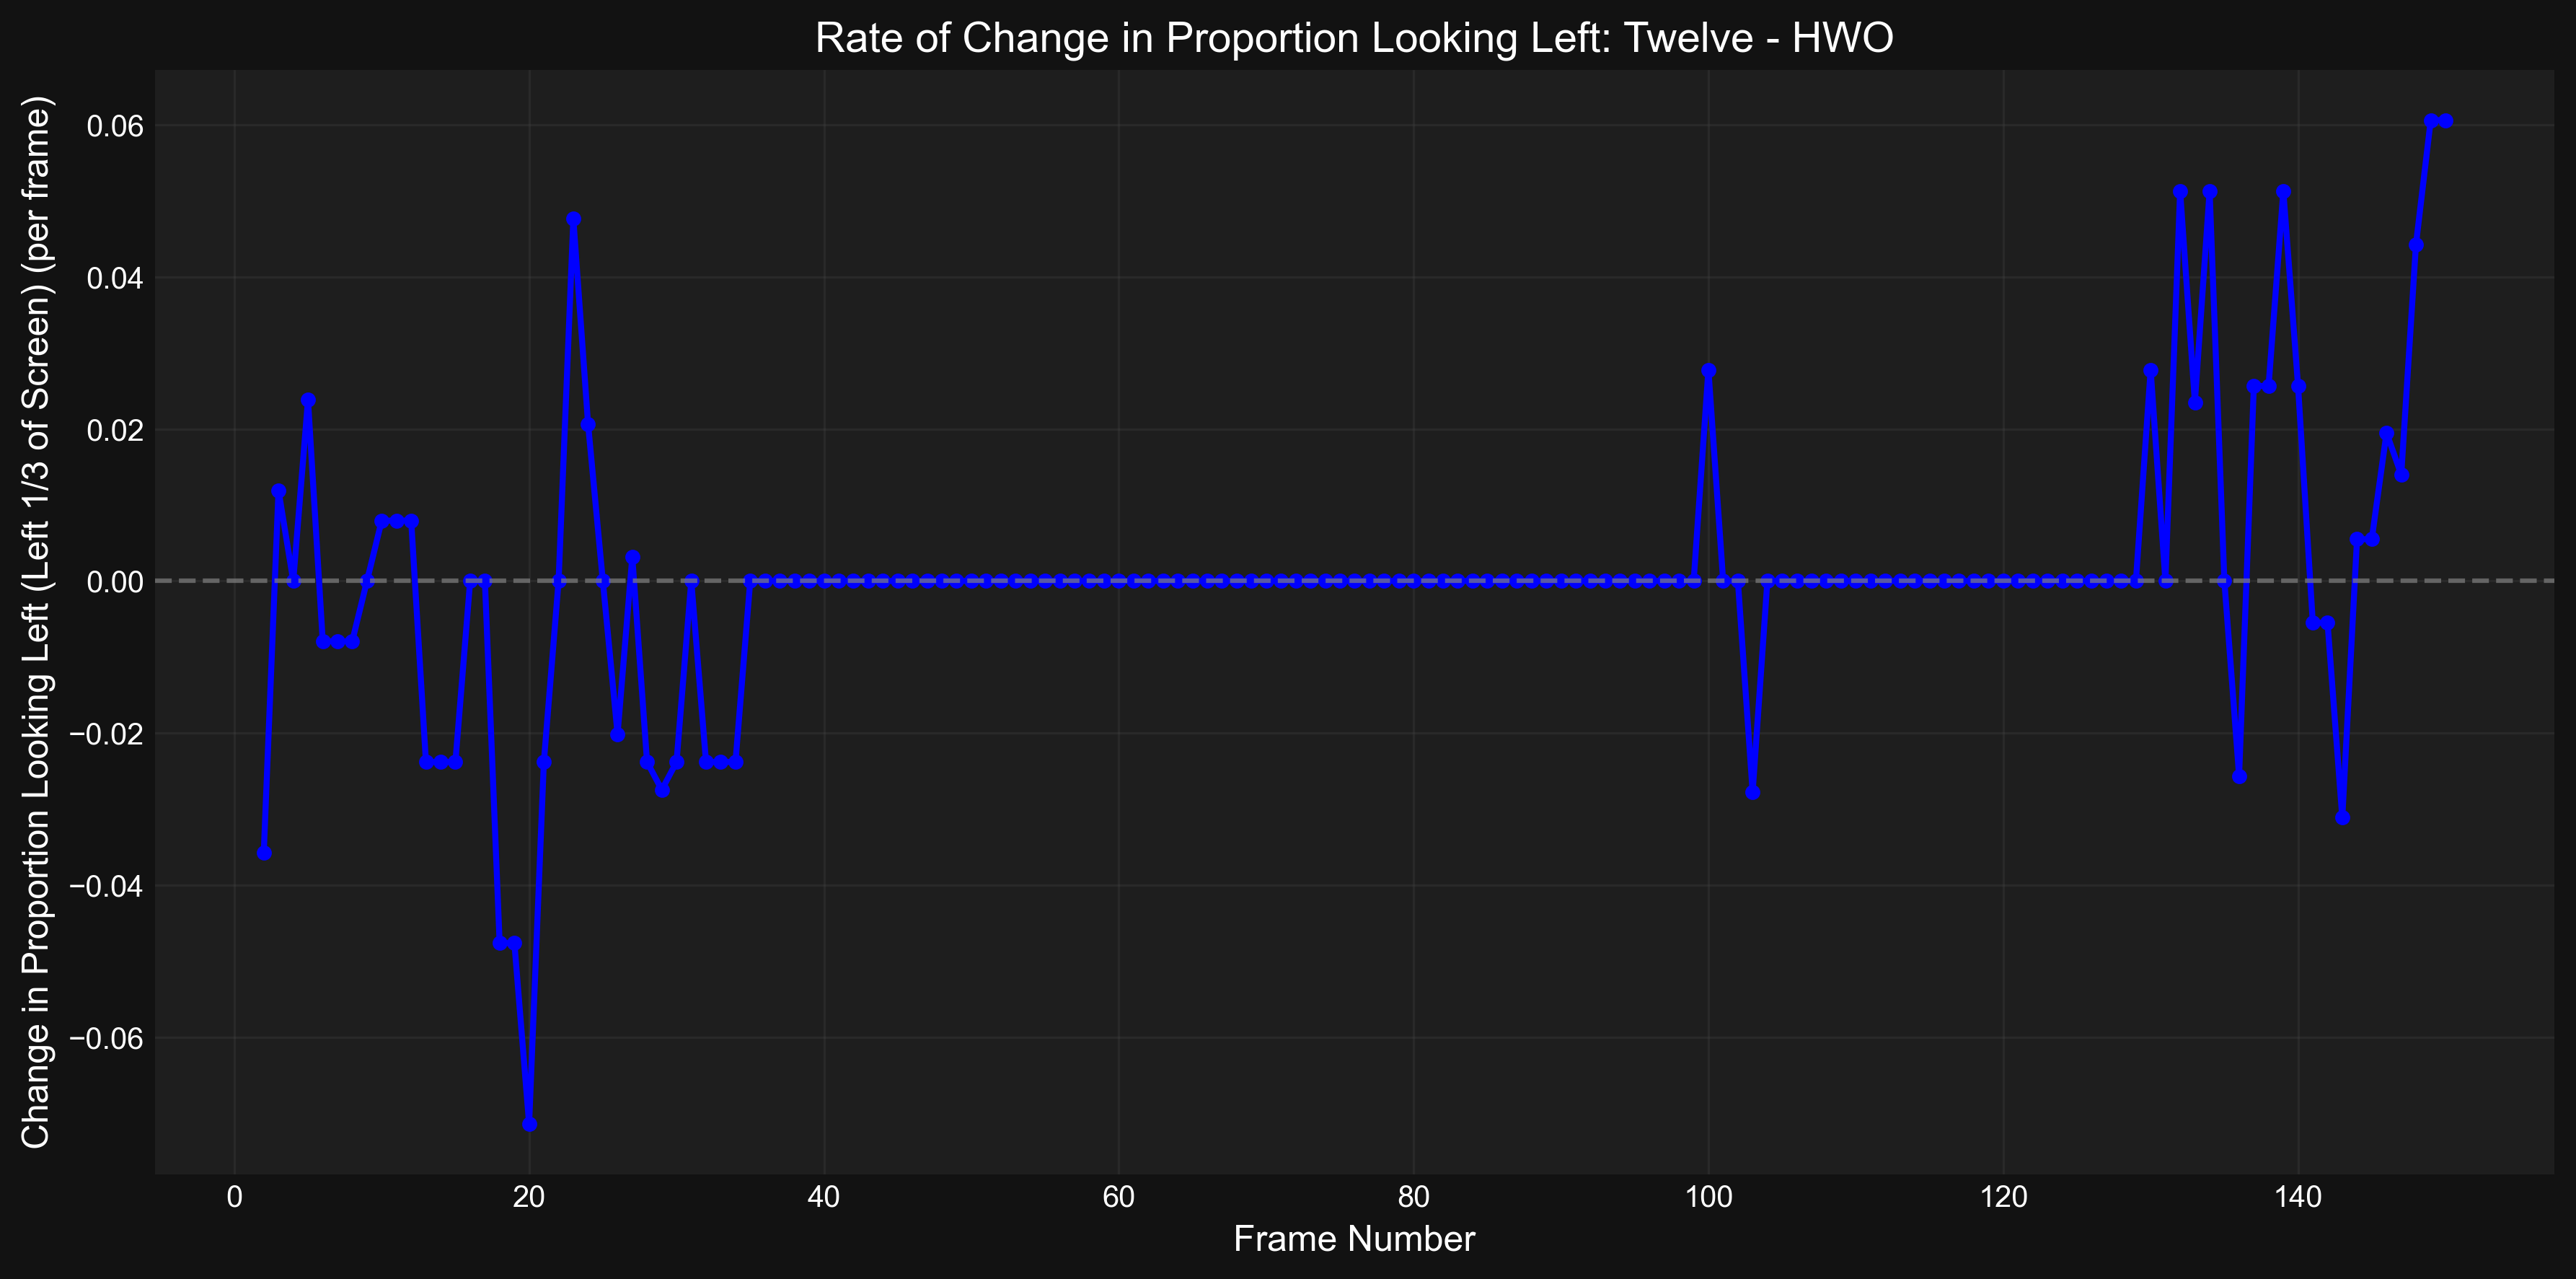 Rate of Change in Proportion Looking Left: Twelve - HWO
Change in Proportion Looking Left (Left 1/3 of Screen) (per frame)
0.06
0.04
0.02
0.00
−0.02
−0.04
−0.06
0 20 40 60 80 100 120 140
Frame Number